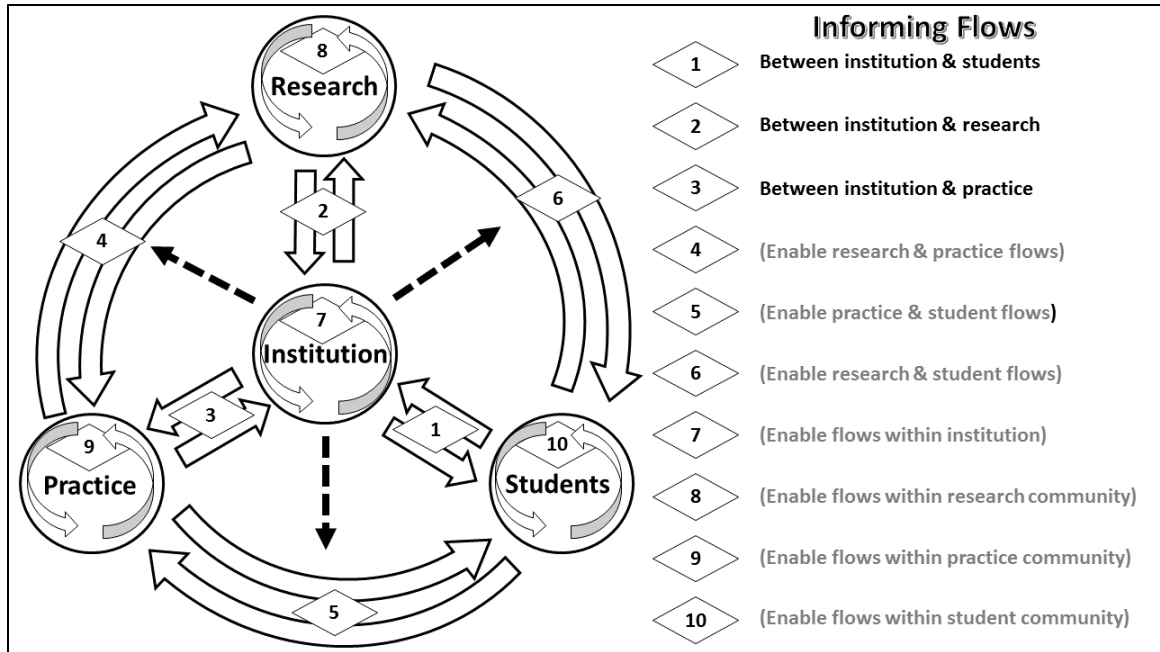 Informing Flows
8
Research
1 Between institution & students
2 Between institution & research
3 Between institution & practice
4 (Enable research & practice flows)
5 (Enable practice & student flows)
6 (Enable research & student flows)
7 (Enable flows within institution)
8 (Enable flows within research community)
9 (Enable flows within practice community)
10 (Enable flows within student community)
6
2
4
7
Institution
3
1
9
Practice
10
Students
5